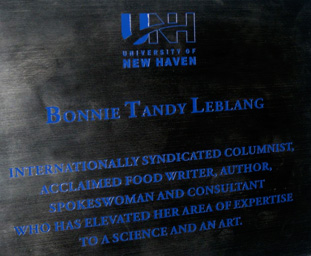 UNH
UNIVERSITY OF
NEW HAVEN
BONNIE TANDY LEBLANG
INTERNATIONALLY SYNDICATED COLUMNIST,
ACCLAIMED FOOD WRITER, AUTHOR,
SPOKESWOMAN AND CONSULTANT
WHO HAS ELEVATED HER AREA OF EXPERTISE
TO A SCIENCE AND AN ART.